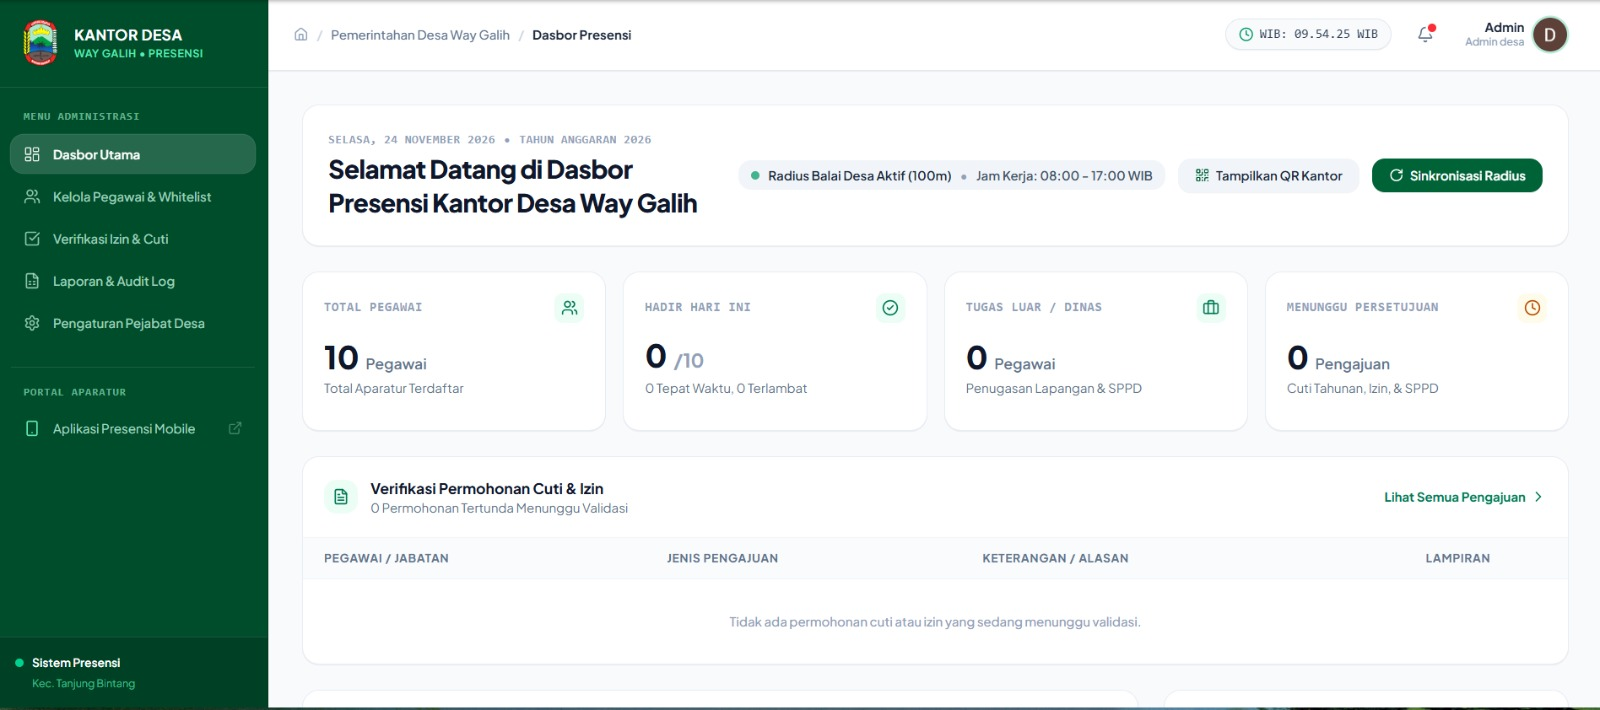 KANTOR DESA
WAY GALIH • PRESENSI
MENU ADMINISTRASI
Dasbor Utama
Kelola Pegawai & Whitelist
Verifikasi Izin & Cuti
Laporan & Audit Log
Pengaturan Pejabat Desa
PORTAL APARATUR
Aplikasi Presensi Mobile
Sistem Presensi
Kec. Tanjung Bintang
/ Pemerintahan Desa Way Galih / Dasbor Presensi
WIB: 09.54.25 WIB
Admin
Admin desa
D
SELASA, 24 NOVEMBER 2026 • TAHUN ANGGARAN 2026
Selamat Datang di Dasbor
Presensi Kantor Desa Way Galih
Radius Balai Desa Aktif (100m) • Jam Kerja: 08:00 - 17:00 WIB
Tampilkan QR Kantor
Sinkronisasi Radius
TOTAL PEGAWAI
10 Pegawai
Total Aparatur Terdaftar
HADIR HARI INI
0 /10
0 Tepat Waktu, 0 Terlambat
TUGAS LUAR / DINAS
0 Pegawai
Penugasan Lapangan & SPPD
MENUNGGU PERSETUJUAN
0 Pengajuan
Cuti Tahunan, Izin, & SPPD
Verifikasi Permohonan Cuti & Izin
0 Permohonan Tertunda Menunggu Validasi
Lihat Semua Pengajuan
PEGAWAI / JABATAN
JENIS PENGAJUAN
KETERANGAN / ALASAN
LAMPIRAN
Tidak ada permohonan cuti atau izin yang sedang menunggu validasi.